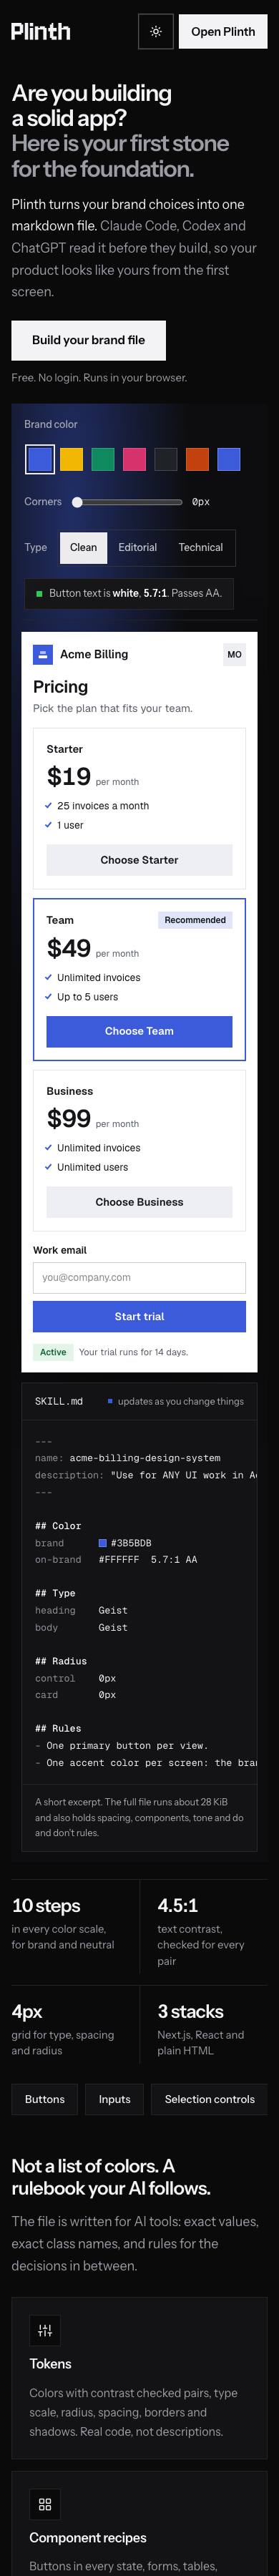 Plinth
Open Plinth
Are you building
a solid app?
Here is your first stone
for the foundation.
Plinth turns your brand choices into one
markdown file. Claude Code, Codex and
ChatGPT read it before they build, so your
product looks like yours from the first
screen.
Build your brand file
Free. No login. Runs in your browser.
Brand color
Corners 0px
Type Clean Editorial Technical
Button text is white, 5.7:1. Passes AA.
Acme Billing MO
Pricing
Pick the plan that fits your team.
Starter
$19 per month
25 invoices a month
1 user
Choose Starter
Team Recommended
$49 per month
Unlimited invoices
Up to 5 users
Choose Team
Business
$99 per month
Unlimited invoices
Unlimited users
Choose Business
Work email
you@company.com
Start trial
Active Your trial runs for 14 days.
SKILL.md updates as you change things
---
name: acme-billing-design-system
description: "Use for ANY UI work in Ac
---
## Color
brand #3B5BDB
on-brand #FFFFFF 5.7:1 AA
## Type
heading Geist
body Geist
## Radius
control 0px
card 0px
## Rules
- One primary button per view.
- One accent color per screen: the bran
A short excerpt. The full file runs about 28 KiB
and also holds spacing, components, tone and do
and don't rules.
10 steps
in every color scale,
for brand and neutral
4.5:1
text contrast,
checked for every
pair
4px
grid for type, spacing
and radius
3 stacks
Next.js, React and
plain HTML
Buttons Inputs Selection controls
Not a list of colors. A
rulebook your AI follows.
The file is written for AI tools: exact values,
exact class names, and rules for the
decisions in between.
Tokens
Colors with contrast checked pairs, type
scale, radius, spacing, borders and
shadows. Real code, not descriptions.
Component recipes
Buttons in every state, forms, tables,